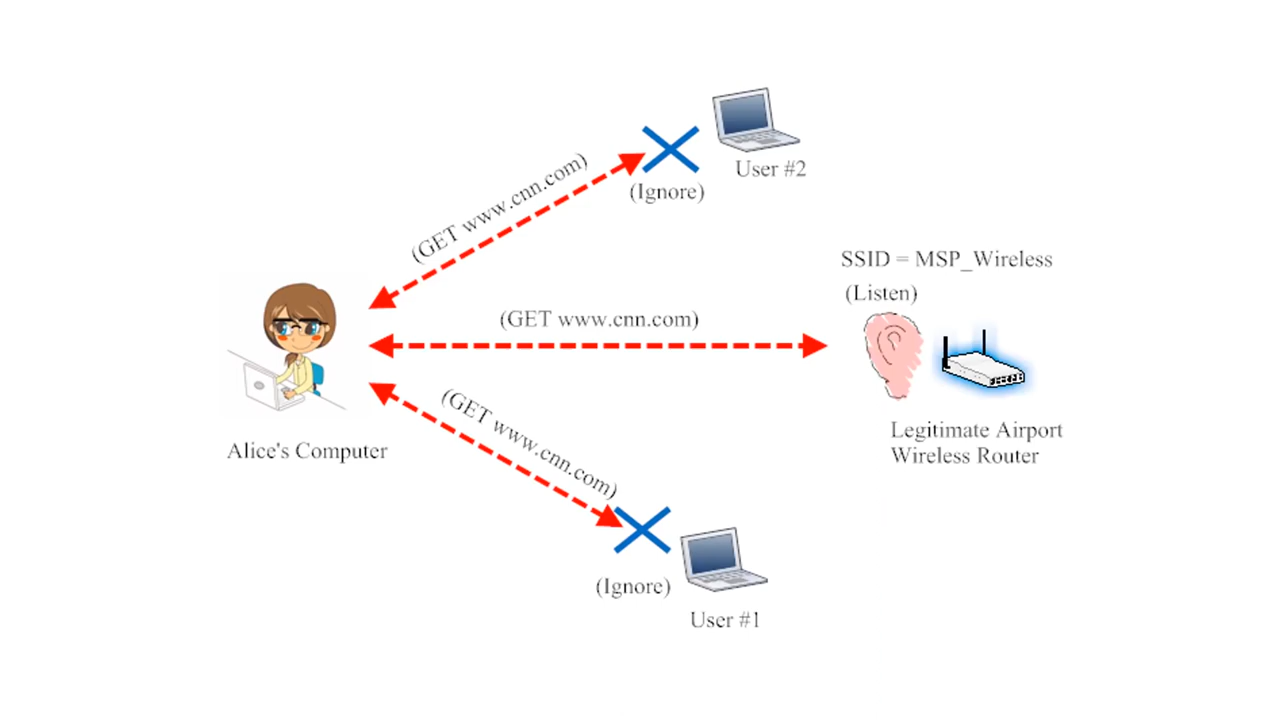 User #2
(GET www.cnn.com)
(Ignore)
SSID = MSP_Wireless
(Listen)
(GET www.cnn.com)
Legitimate Airport
Wireless Router
Alice's Computer
(GET www.cnn.com)
(Ignore)
User #1